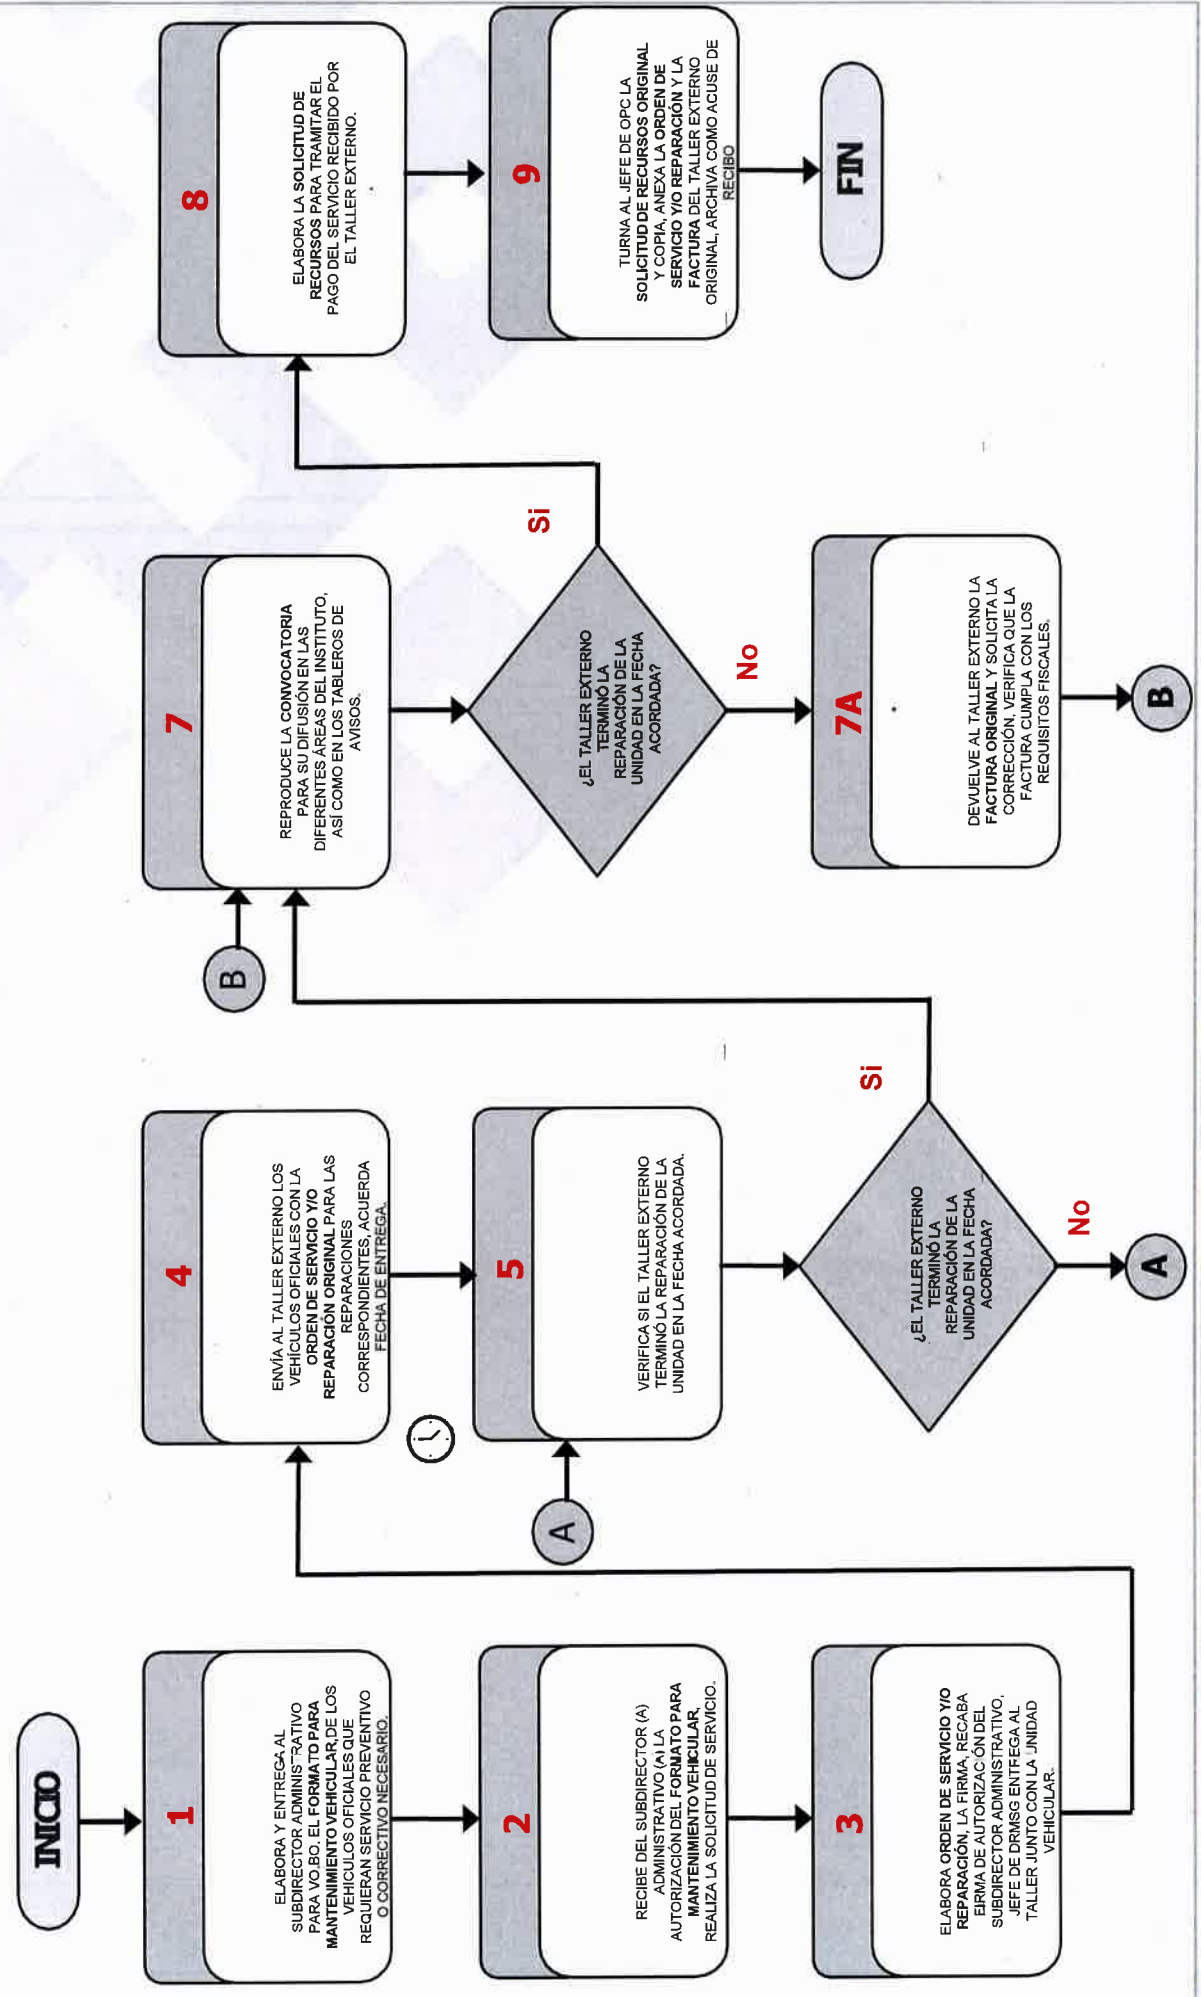 INICIO
1
ELABORA Y ENTREGA AL
SUBDIRECTOR ADMINISTRATIVO
PARA VO.BO. EL FORMATO PARA
MANTENIMIENTO VEHICULAR, DE LOS
VEHICULOS OFICIALES QUE
REQUIERAN SERVICIO PREVENTIVO
O CORRECTIVO NECESARIO.
2
RECIBE DEL SUBDIRECTOR (A)
ADMINISTRATIVO (A) LA
AUTORIZACIÓN DEL FORMATO PARA
MANTENIMIENTO VEHICULAR,
REALIZA LA SOLICITUD DE SERVICIO.
3
ELABORA ORDEN DE SERVICIO Y/O
REPARACIÓN, LA FIRMA, RECABA
FIRMA DE AUTORIZACIÓN DEL
SUBDIRECTOR ADMINISTRATIVO,
JEFE DE DRMSG ENTREGA AL
TALLER JUNTO CON LA UNIDAD
VEHICULAR.
4
ENVÍA AL TALLER EXTERNO LOS
VEHÍCULOS OFICIALES CON LA
ORDEN DE SERVICIO Y/O
REPARACIÓN ORIGINAL PARA LAS
REPARACIONES
CORRESPONDIENTES, ACUERDA
FECHA DE ENTREGA.
A
5
VERIFICA SI EL TALLER EXTERNO
TERMINÓ LA REPARACIÓN DE LA
UNIDAD EN LA FECHA ACORDADA.
¿EL TALLER EXTERNO
TERMINÓ LA
REPARACIÓN DE LA
UNIDAD EN LA FECHA
ACORDADA?
Si
No
A
B
7
REPRODUCE LA CONVOCATORIA
PARA SU DIFUSIÓN EN LAS
DIFERENTES ÁREAS DEL INSTITUTO,
ASÍ COMO EN LOS TABLEROS DE
AVISOS.
¿EL TALLER EXTERNO
TERMINÓ LA
REPARACIÓN DE LA
UNIDAD EN LA FECHA
ACORDADA?
Si
No
7A
DEVUELVE AL TALLER EXTERNO LA
FACTURA ORIGINAL Y SOLICITA LA
CORRECCIÓN, VERIFICA QUE LA
FACTURA CUMPLA CON LOS
REQUISITOS FISCALES.
B
8
ELABORA LA SOLICITUD DE
RECURSOS PARA TRAMITAR EL
PAGO DEL SERVICIO RECIBIDO POR
EL TALLER EXTERNO.
9
TURNA AL JEFE DE OPC LA
SOLICITUD DE RECURSOS ORIGINAL
Y COPIA, ANEXA LA ORDEN DE
SERVICIO Y/O REPARACIÓN Y LA
FACTURA DEL TALLER EXTERNO
ORIGINAL, ARCHIVA COMO ACUSE DE
RECIBO
FIN